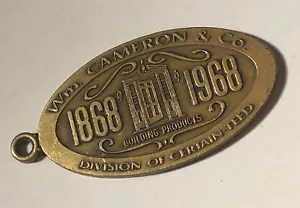 Wm CAMERON & CO.
1868 1968
BUILDING PRODUCTS
DIVISION OF CERTAIN-TEED